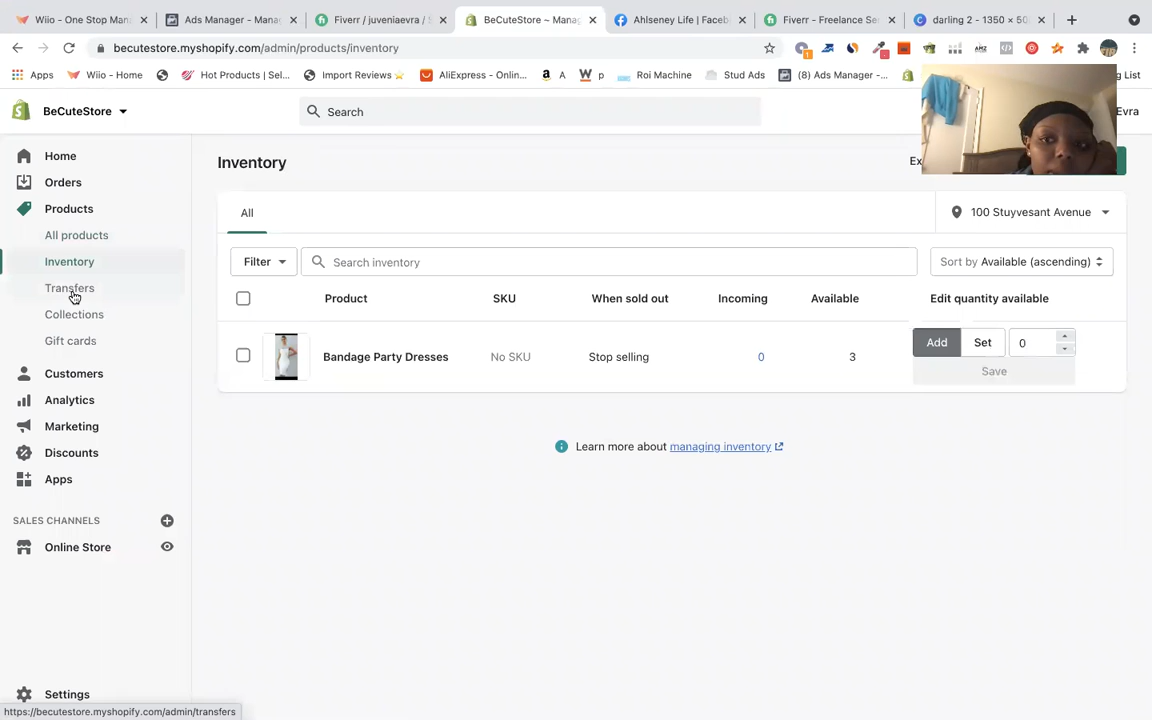 Wiio - One Stop Man
Ads Manager - Manag
Fiverr / juveniaevra / S
BeCuteStore ~ Manag
Ahlseney Life | Faceb
Fiverr - Freelance Se
darling 2 - 1350 × 50
becutestore.myshopify.com/admin/products/inventory
Apps
Wiio - Home
Hot Products | Sel...
Import Reviews
AliExpress - Onlin...
A
p
Roi Machine
Stud Ads
(8) Ads Manager -...
g List
BeCuteStore
Search
Evra
Home
Orders
Products
All products
Inventory
Transfers
Collections
Gift cards
Customers
Analytics
Marketing
Discounts
Apps
SALES CHANNELS
Online Store
Settings
Inventory
Ex
All
100 Stuyvesant Avenue
Filter
Search inventory
Sort by Available (ascending)
Product SKU When sold out Incoming Available Edit quantity available
Bandage Party Dresses No SKU Stop selling 0 3 Add Set 0
Save
Learn more about managing inventory
https://becutestore.myshopify.com/admin/transfers